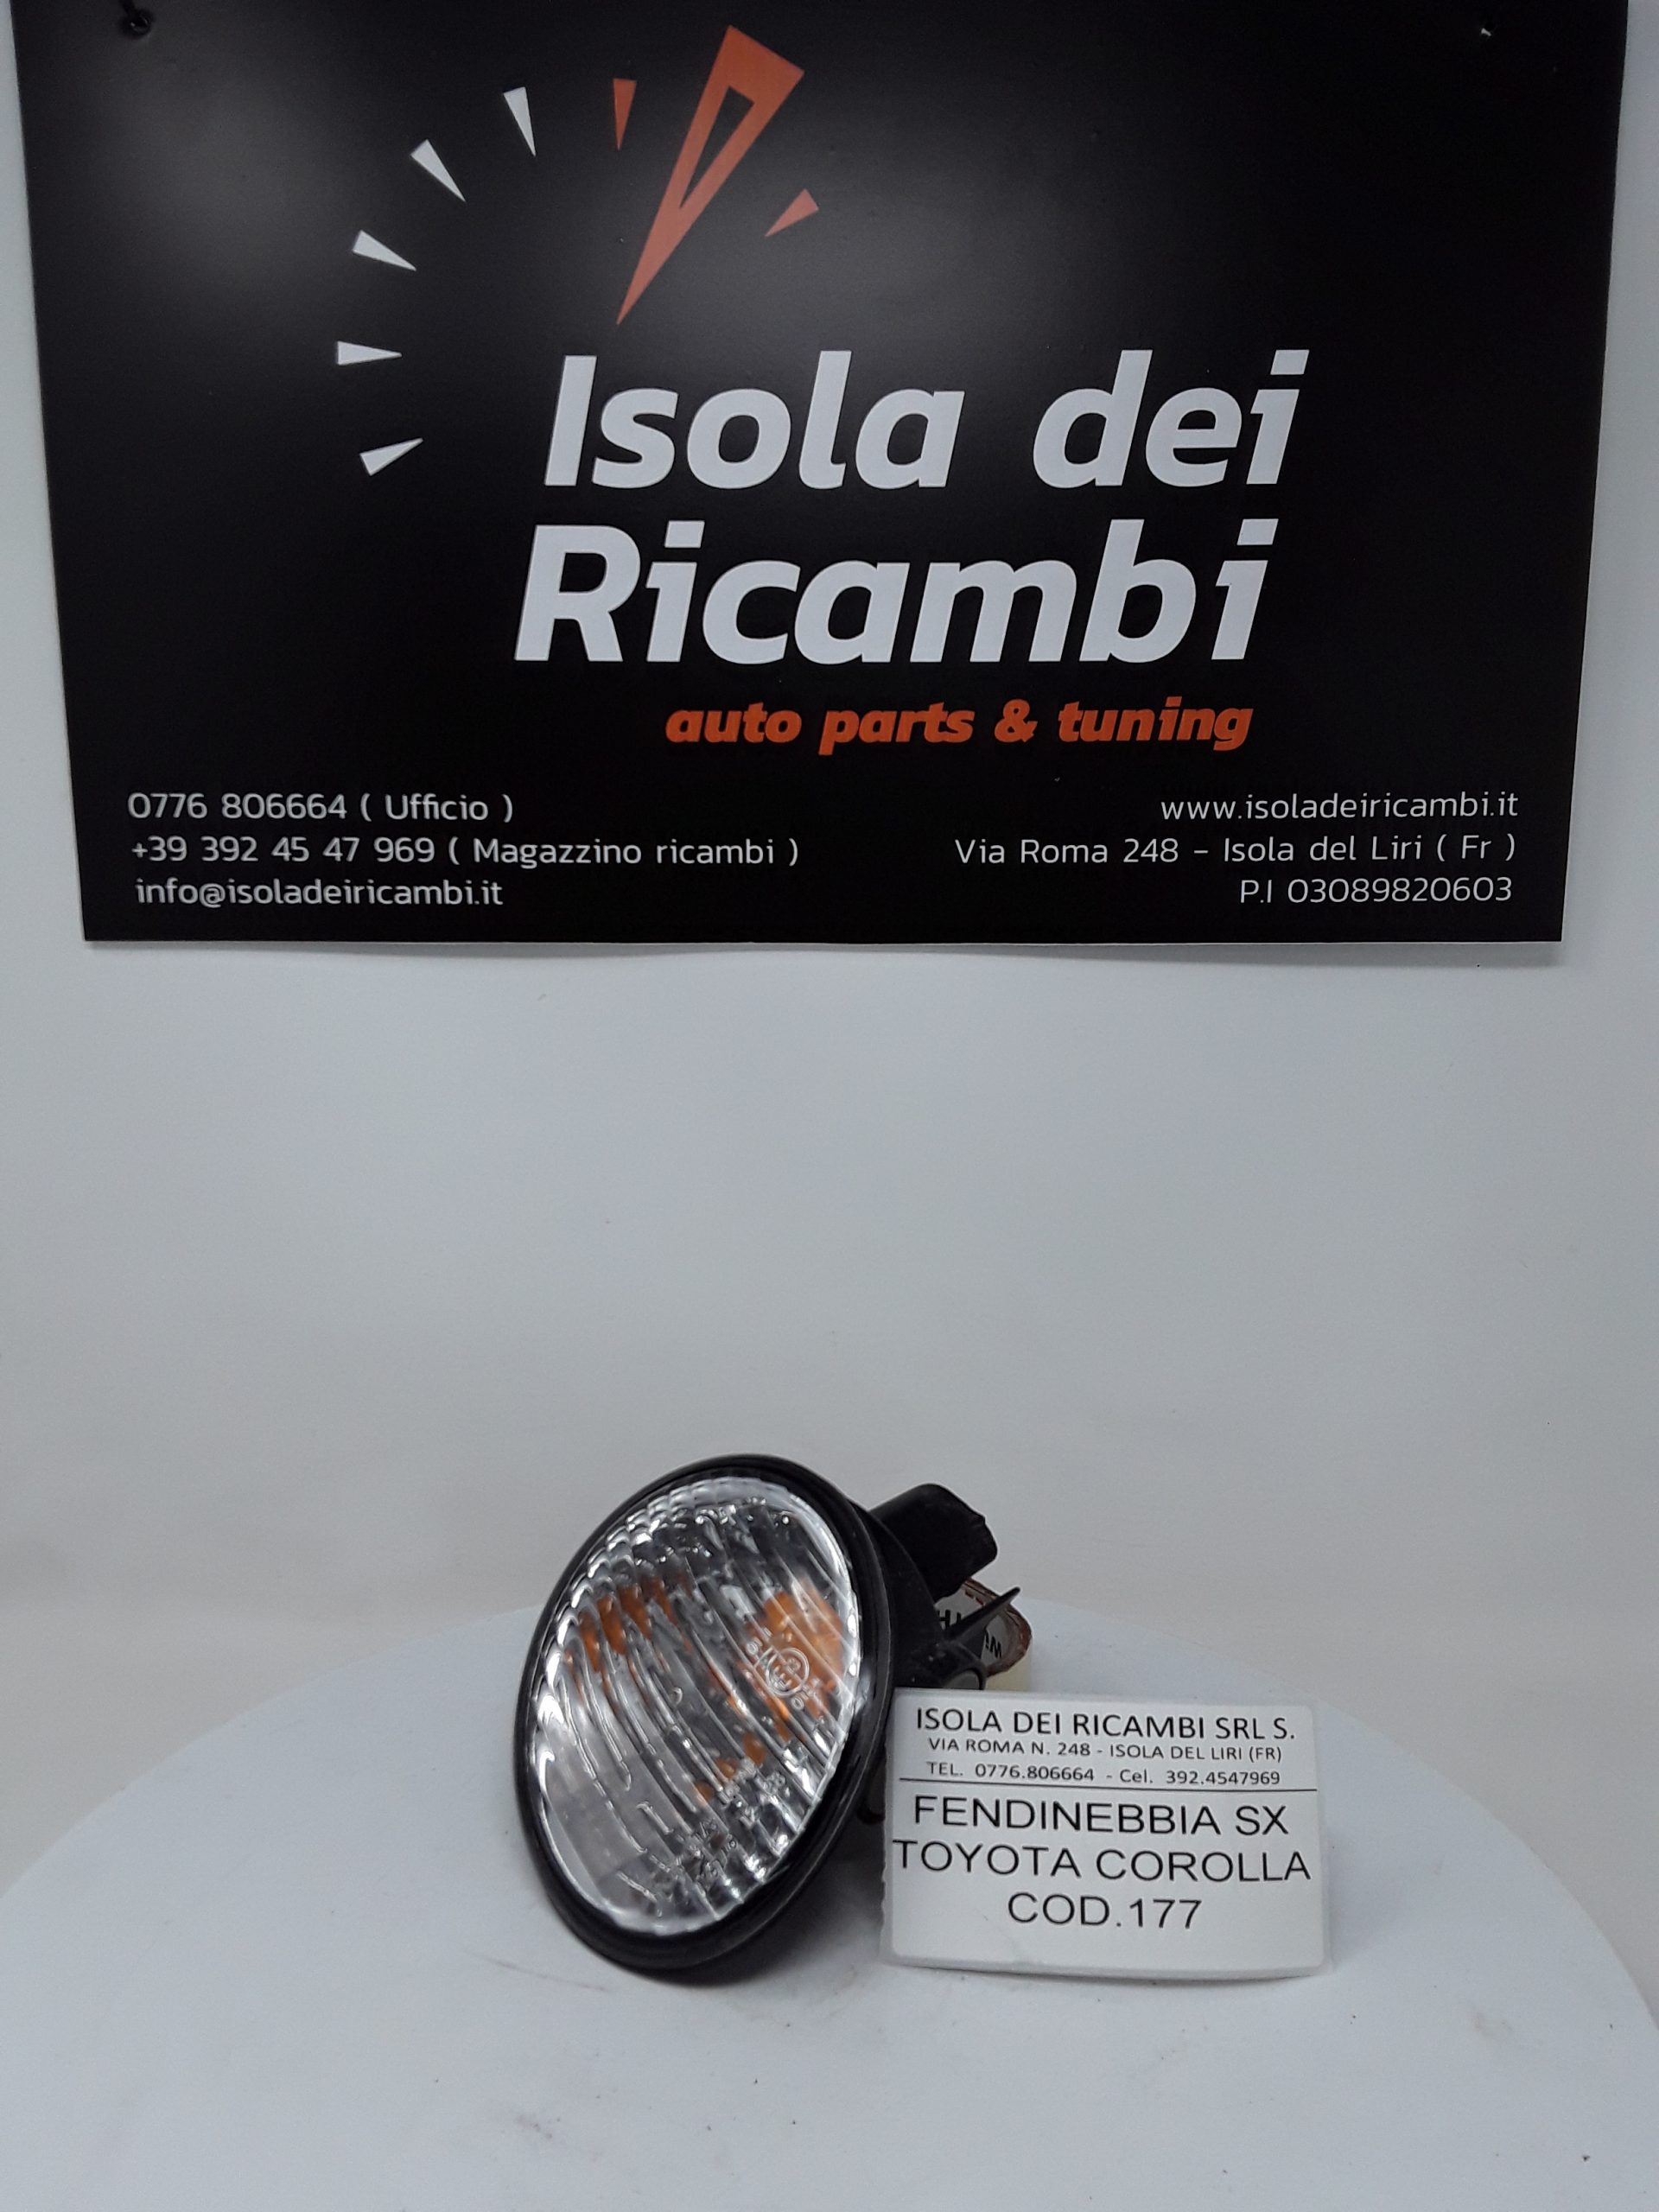 Isola dei
Ricambi
auto parts & tuning
0776 806664 ( Ufficio )
+39 392 45 47 969 ( Magazzino ricambi )
info@isoladeiricambi.it
www.isoladeiricambi.it
Via Roma 248 - Isola del Liri ( Fr )
P.I 03089820603
ISOLA DEI RICAMBI SRL S.
VIA ROMA N. 248 - ISOLA DEL LIRI (FR)
TEL. 0776.806664 - Cel. 392.4547969
FENDINEBBIA SX
TOYOTA COROLLA
COD.177